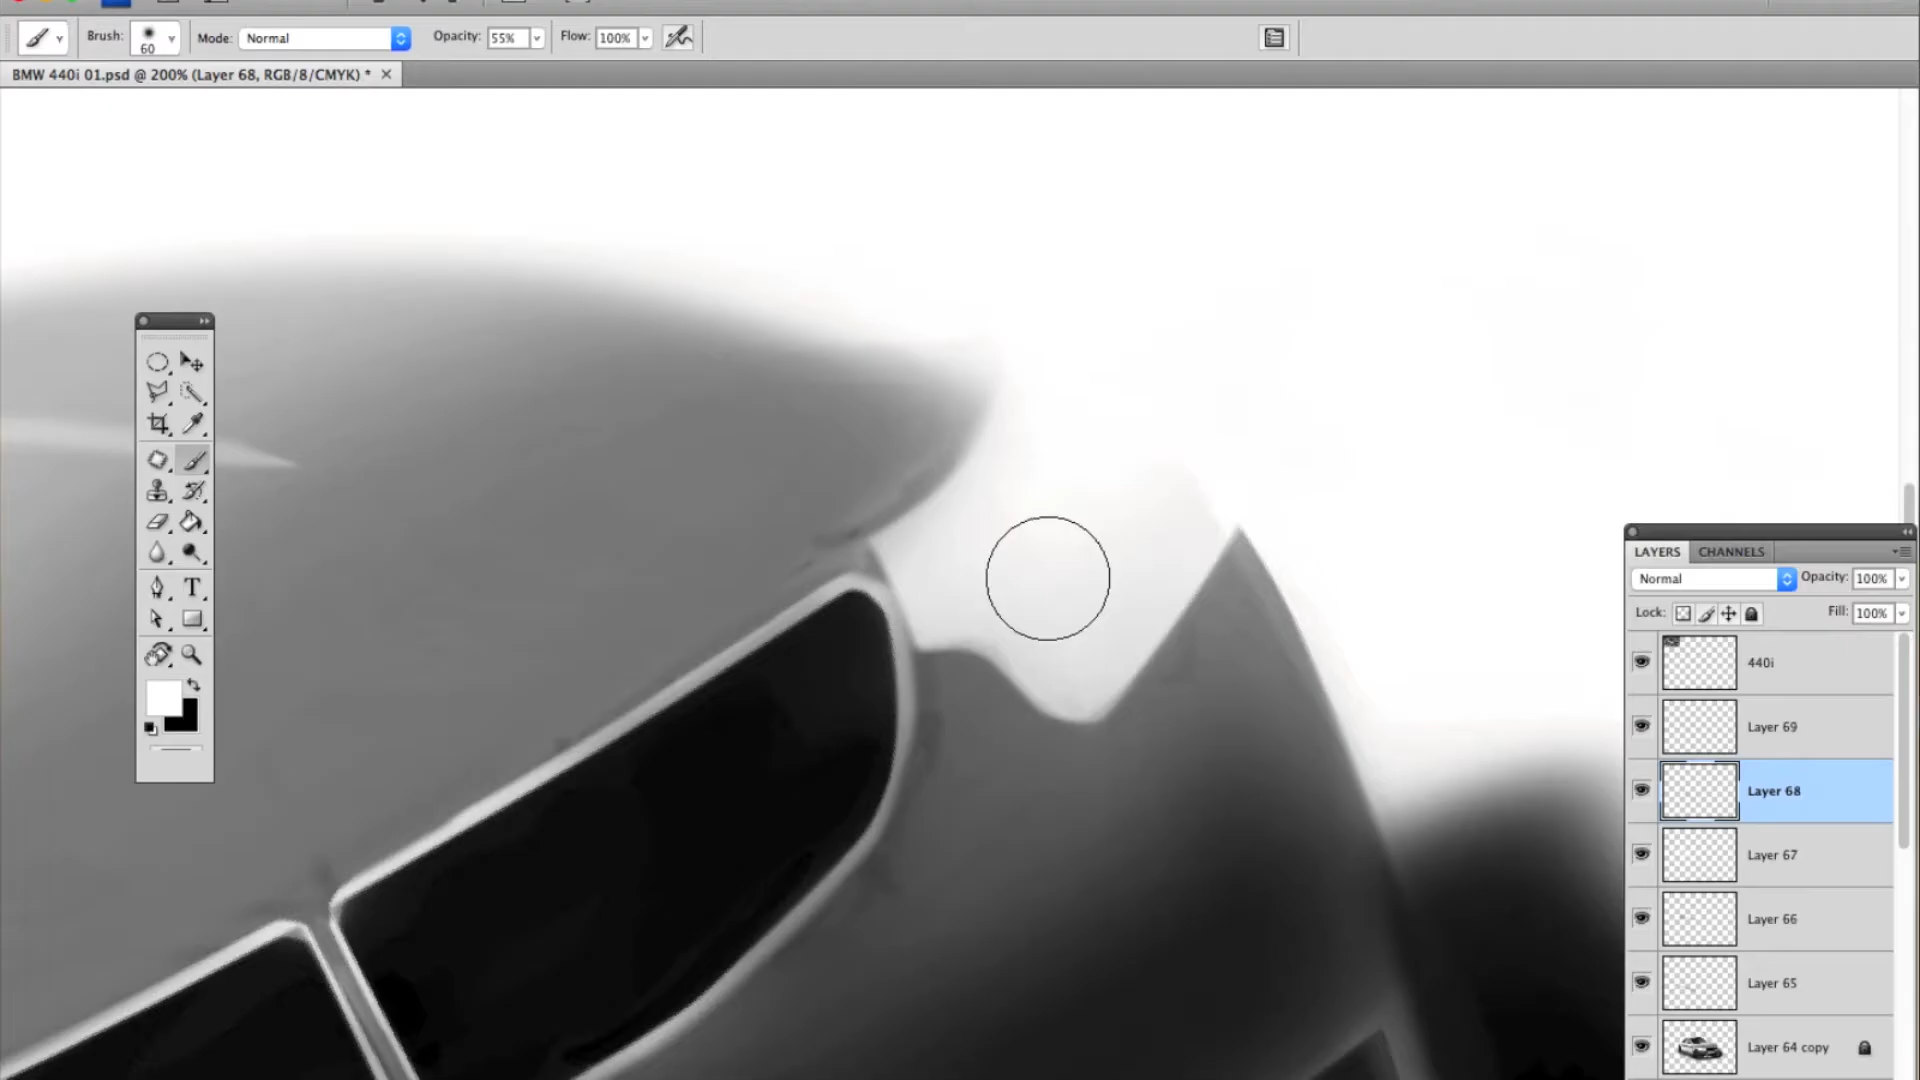 Brush: 60 Mode: Normal Opacity: 55% Flow: 100%
BMW 440i 01.psd @ 200% (Layer 68, RGB/8/CMYK) *
LAYERS CHANNELS
Normal Opacity: 100%
Lock: Fill: 100%
440i
Layer 69
Layer 68
Layer 67
Layer 66
Layer 65
Layer 64 copy